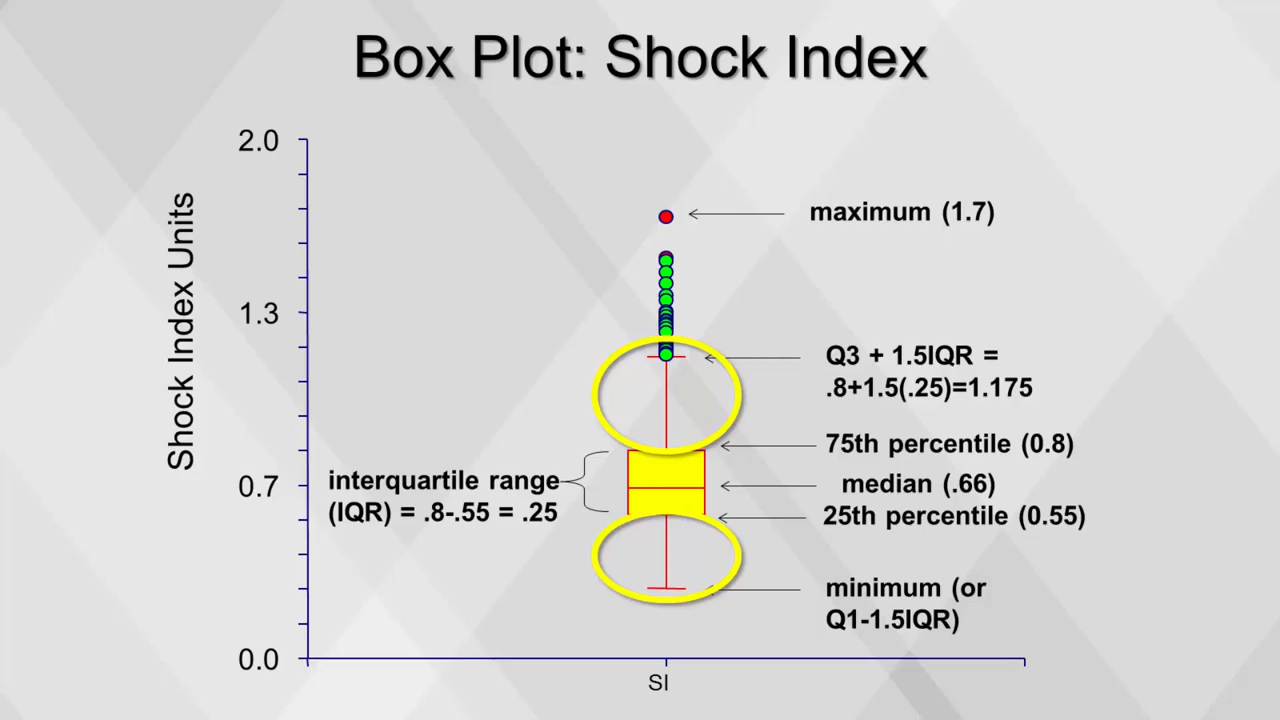 Box Plot: Shock Index
2.0
1.3
0.7
0.0
Shock Index Units
maximum (1.7)
Q3 + 1.5IQR =
.8+1.5(.25)=1.175
75th percentile (0.8)
interquartile range
(IQR) = .8-.55 = .25
median (.66)
25th percentile (0.55)
minimum (or
Q1-1.5IQR)
SI